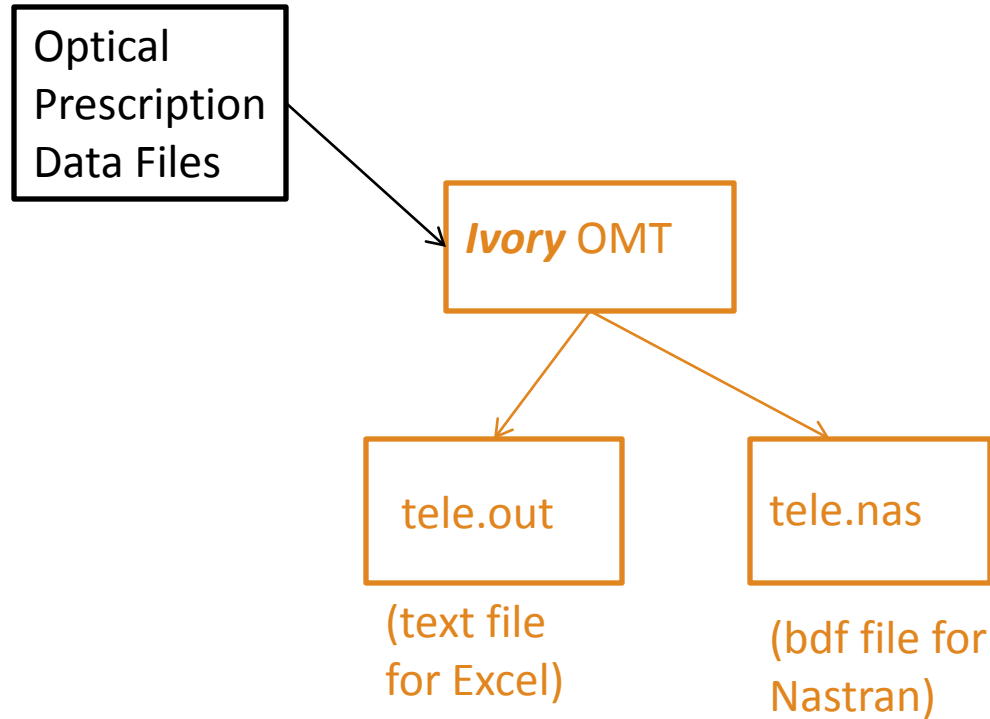 Optical
Prescription
Data Files
Ivory OMT
tele.out
tele.nas
(text file
for Excel)
(bdf file for
Nastran)